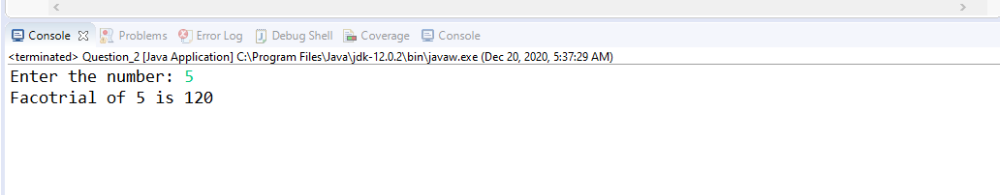 Console Problems Error Log Debug Shell Coverage Console
<terminated> Question_2 [Java Application] C:\Program Files\Java\jdk-12.0.2\bin\javaw.exe (Dec 20, 2020, 5:37:29 AM)
Enter the number: 5
Facotrial of 5 is 120